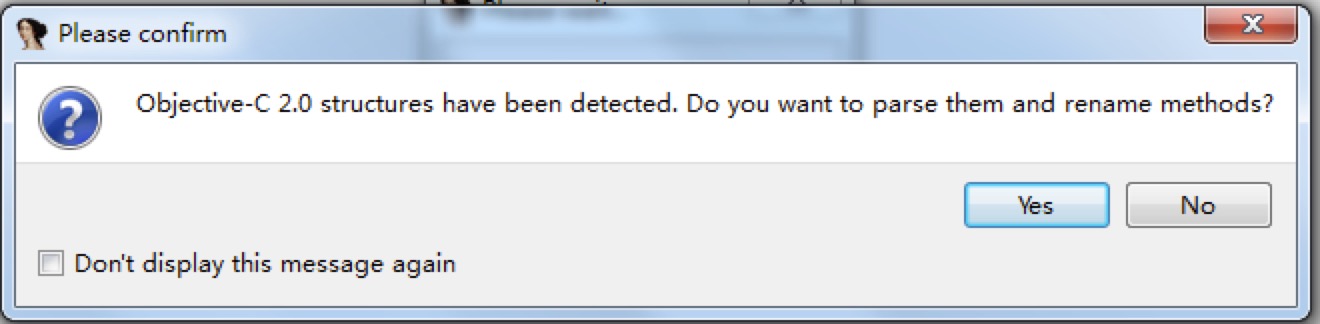 Please confirm
Objective-C 2.0 structures have been detected. Do you want to parse them and rename methods?
Yes
No
Don't display this message again